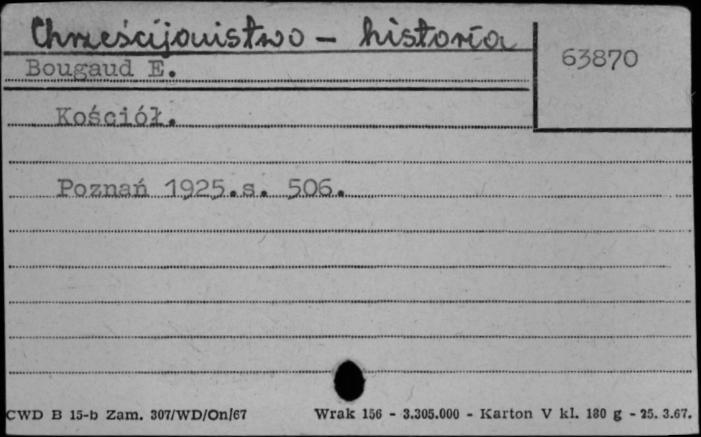 Chrześcijaństwo - historia
63870
Bougaud E.
Kościół.
Poznań 1925.s. 506.
CWD B 15-b Zam. 307/WD/On/67 Wrak 156 - 3.305.000 - Karton V kl. 180 g - 25. 3.67.